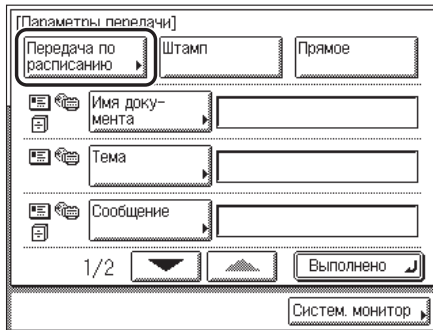 [Параметры передачи]
Передача по
расписанию
Штамп
Прямое
Имя доку-
мента
Тема
Сообщение
1/2
Выполнено
Систем. монитор